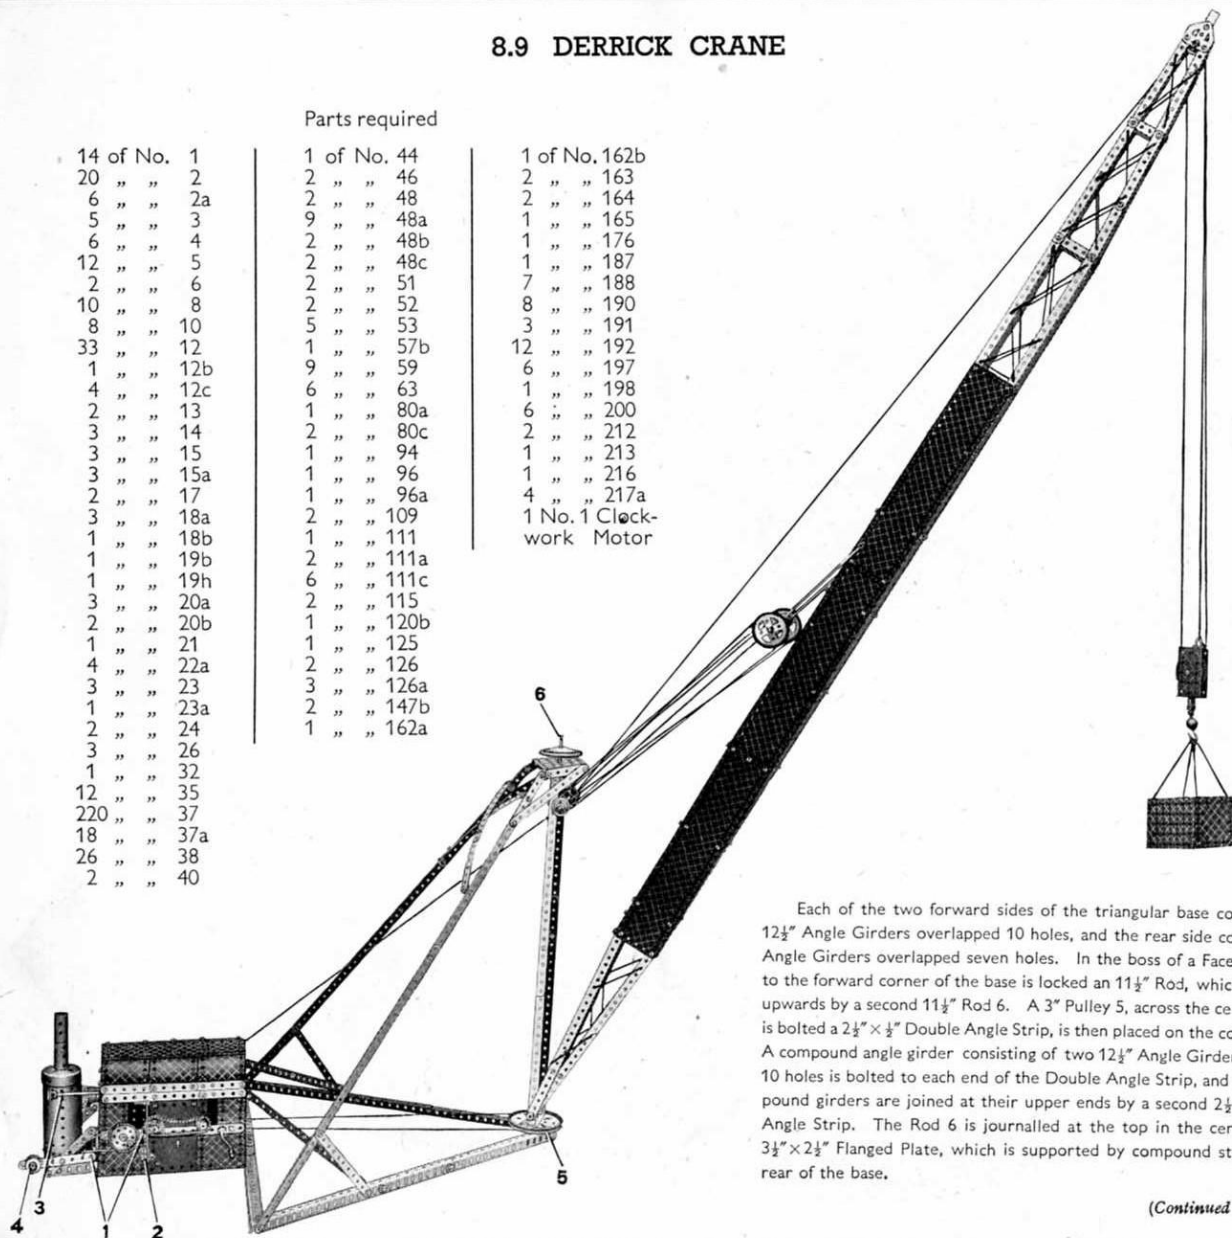 8.9 DERRICK CRANE
Parts required
14 of No. 1
20 „ „ 2
6 „ „ 2a
5 „ „ 3
6 „ „ 4
12 „ „ 5
2 „ „ 6
10 „ „ 8
8 „ „ 10
33 „ „ 12
1 „ „ 12b
4 „ „ 12c
2 „ „ 13
3 „ „ 14
3 „ „ 15
3 „ „ 15a
2 „ „ 17
3 „ „ 18a
1 „ „ 18b
1 „ „ 19b
1 „ „ 19h
3 „ „ 20a
2 „ „ 20b
1 „ „ 21
4 „ „ 22a
3 „ „ 23
1 „ „ 23a
2 „ „ 24
3 „ „ 26
1 „ „ 32
12 „ „ 35
220 „ „ 37
18 „ „ 37a
26 „ „ 38
2 „ „ 40
1 of No. 44
2 „ „ 46
2 „ „ 48
9 „ „ 48a
2 „ „ 48b
2 „ „ 48c
2 „ „ 51
2 „ „ 52
5 „ „ 53
1 „ „ 57b
9 „ „ 59
6 „ „ 63
1 „ „ 80a
2 „ „ 80c
1 „ „ 94
1 „ „ 96
1 „ „ 96a
2 „ „ 109
1 „ „ 111
2 „ „ 111a
6 „ „ 111c
2 „ „ 115
1 „ „ 120b
1 „ „ 125
2 „ „ 126
3 „ „ 126a
2 „ „ 147b
1 „ „ 162a
1 of No. 162b
2 „ „ 163
2 „ „ 164
1 „ „ 165
1 „ „ 176
1 „ „ 187
7 „ „ 188
8 „ „ 190
3 „ „ 191
12 „ „ 192
6 „ „ 197
1 „ „ 198
6 „ „ 200
2 „ „ 212
1 „ „ 213
1 „ „ 216
4 „ „ 217a
1 No. 1 Clock-
work Motor
6
5
4
3
1
2
Each of the two forward sides of the triangular base co
12½″ Angle Girders overlapped 10 holes, and the rear side co
Angle Girders overlapped seven holes. In the boss of a Face
to the forward corner of the base is locked an 11½″ Rod, whic
upwards by a second 11½″ Rod 6. A 3″ Pulley 5, across the ce
is bolted a 2½″ × ½″ Double Angle Strip, is then placed on the co
A compound angle girder consisting of two 12½″ Angle Girde
10 holes is bolted to each end of the Double Angle Strip, and
pound girders are joined at their upper ends by a second 2½
Angle Strip. The Rod 6 is journalled at the top in the cen
3½″ × 2½″ Flanged Plate, which is supported by compound st
rear of the base.
(Continued